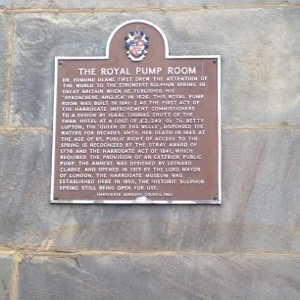 THE ROYAL PUMP ROOM
DR. EDMUND DEANE FIRST DREW THE ATTENTION OF
THE WORLD TO THE STRONGEST SULPHUR SPRING IN
GREAT BRITAIN WHEN HE PUBLISHED HIS
"SPADACRENE ANGLICA" IN 1626. THIS ROYAL PUMP
ROOM WAS BUILT IN 1841-2 AS THE FIRST ACT OF
THE HARROGATE IMPROVEMENT COMMISSIONERS
TO A DESIGN BY ISAAC THOMAS SHUTT OF THE
SWAN HOTEL AT A COST OF £2,249 0s 7D. BETTY
LUPTON, THE "QUEEN OF THE WELLS", DISPENSED THE
WATERS FOR DECADES UNTIL HER DEATH IN 1843 AT
THE AGE OF 83. PUBLIC RIGHT OF ACCESS TO THE
SPRING IS RECOGNISED BY THE STRAY AWARD OF
1778 AND THE HARROGATE ACT OF 1841, WHICH
REQUIRED THE PROVISION OF AN EXTERIOR PUBLIC
PUMP. THE ANNEXE WAS DESIGNED BY LEONARD
CLARKE AND OPENED IN 1913 BY THE LORD MAYOR
OF LONDON. THE HARROGATE MUSEUM WAS
ESTABLISHED HERE IN 1953, THE HISTORIC SULPHUR
SPRING STILL BEING OPEN FOR USE.
HARROGATE BOROUGH COUNCIL